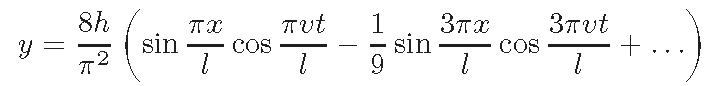 y = \frac{8h}{\pi^2} \left( \sin \frac{\pi x}{l} \cos \frac{\pi v t}{l} - \frac{1}{9} \sin \frac{3\pi x}{l} \cos \frac{3\pi v t}{l} + \dots \right)